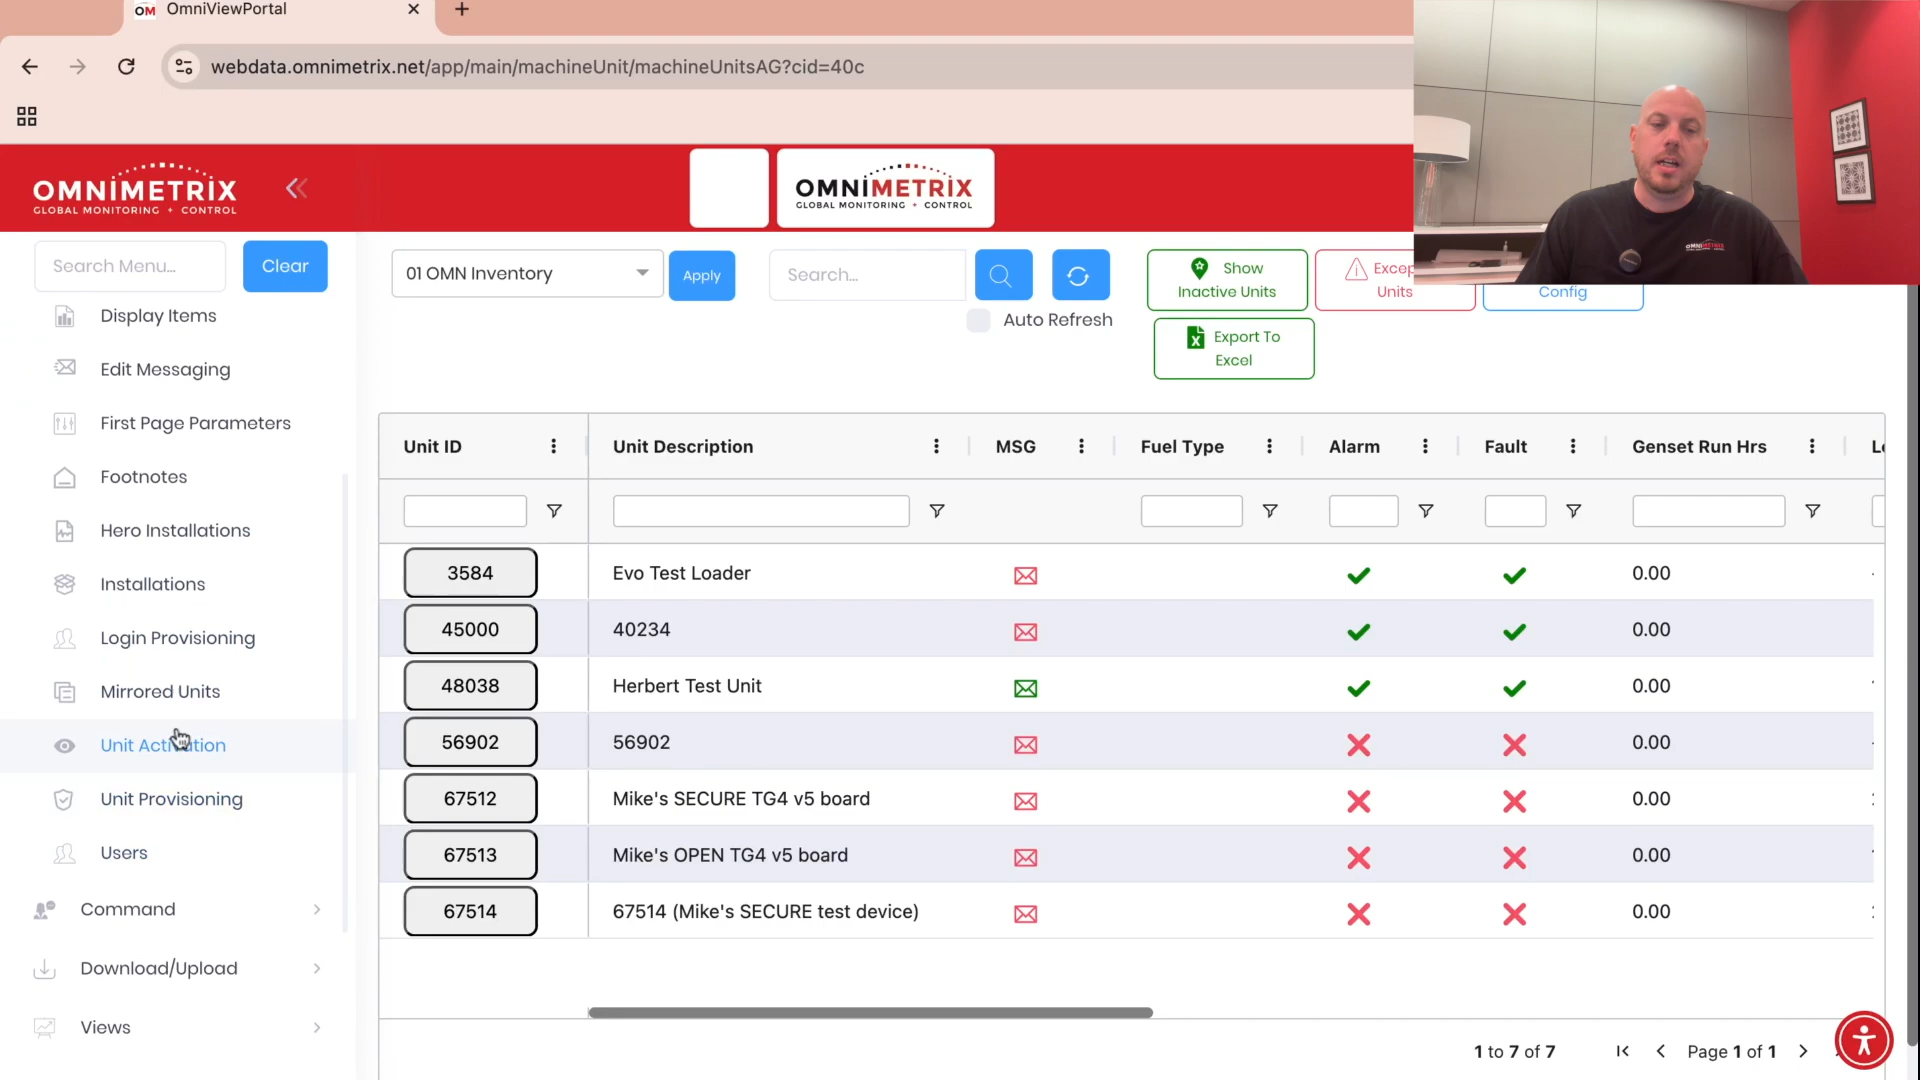 OM OmniViewPortal
webdata.omnimetrix.net/app/main/machineUnit/machineUnitsAG?cid=40c
OMNIMETRIX
GLOBAL MONITORING + CONTROL
OMNIMETRIX
GLOBAL MONITORING + CONTROL
OMNIMETRIX
Search Menu...
Clear
01 OMN Inventory
Apply
Search...
Auto Refresh
Show
Inactive Units
Excep
Units
Config
Export To
Excel
Display Items
Edit Messaging
First Page Parameters
Footnotes
Hero Installations
Installations
Login Provisioning
Mirrored Units
Unit Activation
Unit Provisioning
Users
Command
Download/Upload
Views
Unit ID Unit Description MSG Fuel Type Alarm Fault Genset Run Hrs
3584 Evo Test Loader 0.00
45000 40234 0.00
48038 Herbert Test Unit 0.00
56902 56902 0.00
67512 Mike's SECURE TG4 v5 board 0.00
67513 Mike's OPEN TG4 v5 board 0.00
67514 67514 (Mike's SECURE test device) 0.00
1 to 7 of 7 Page 1 of 1